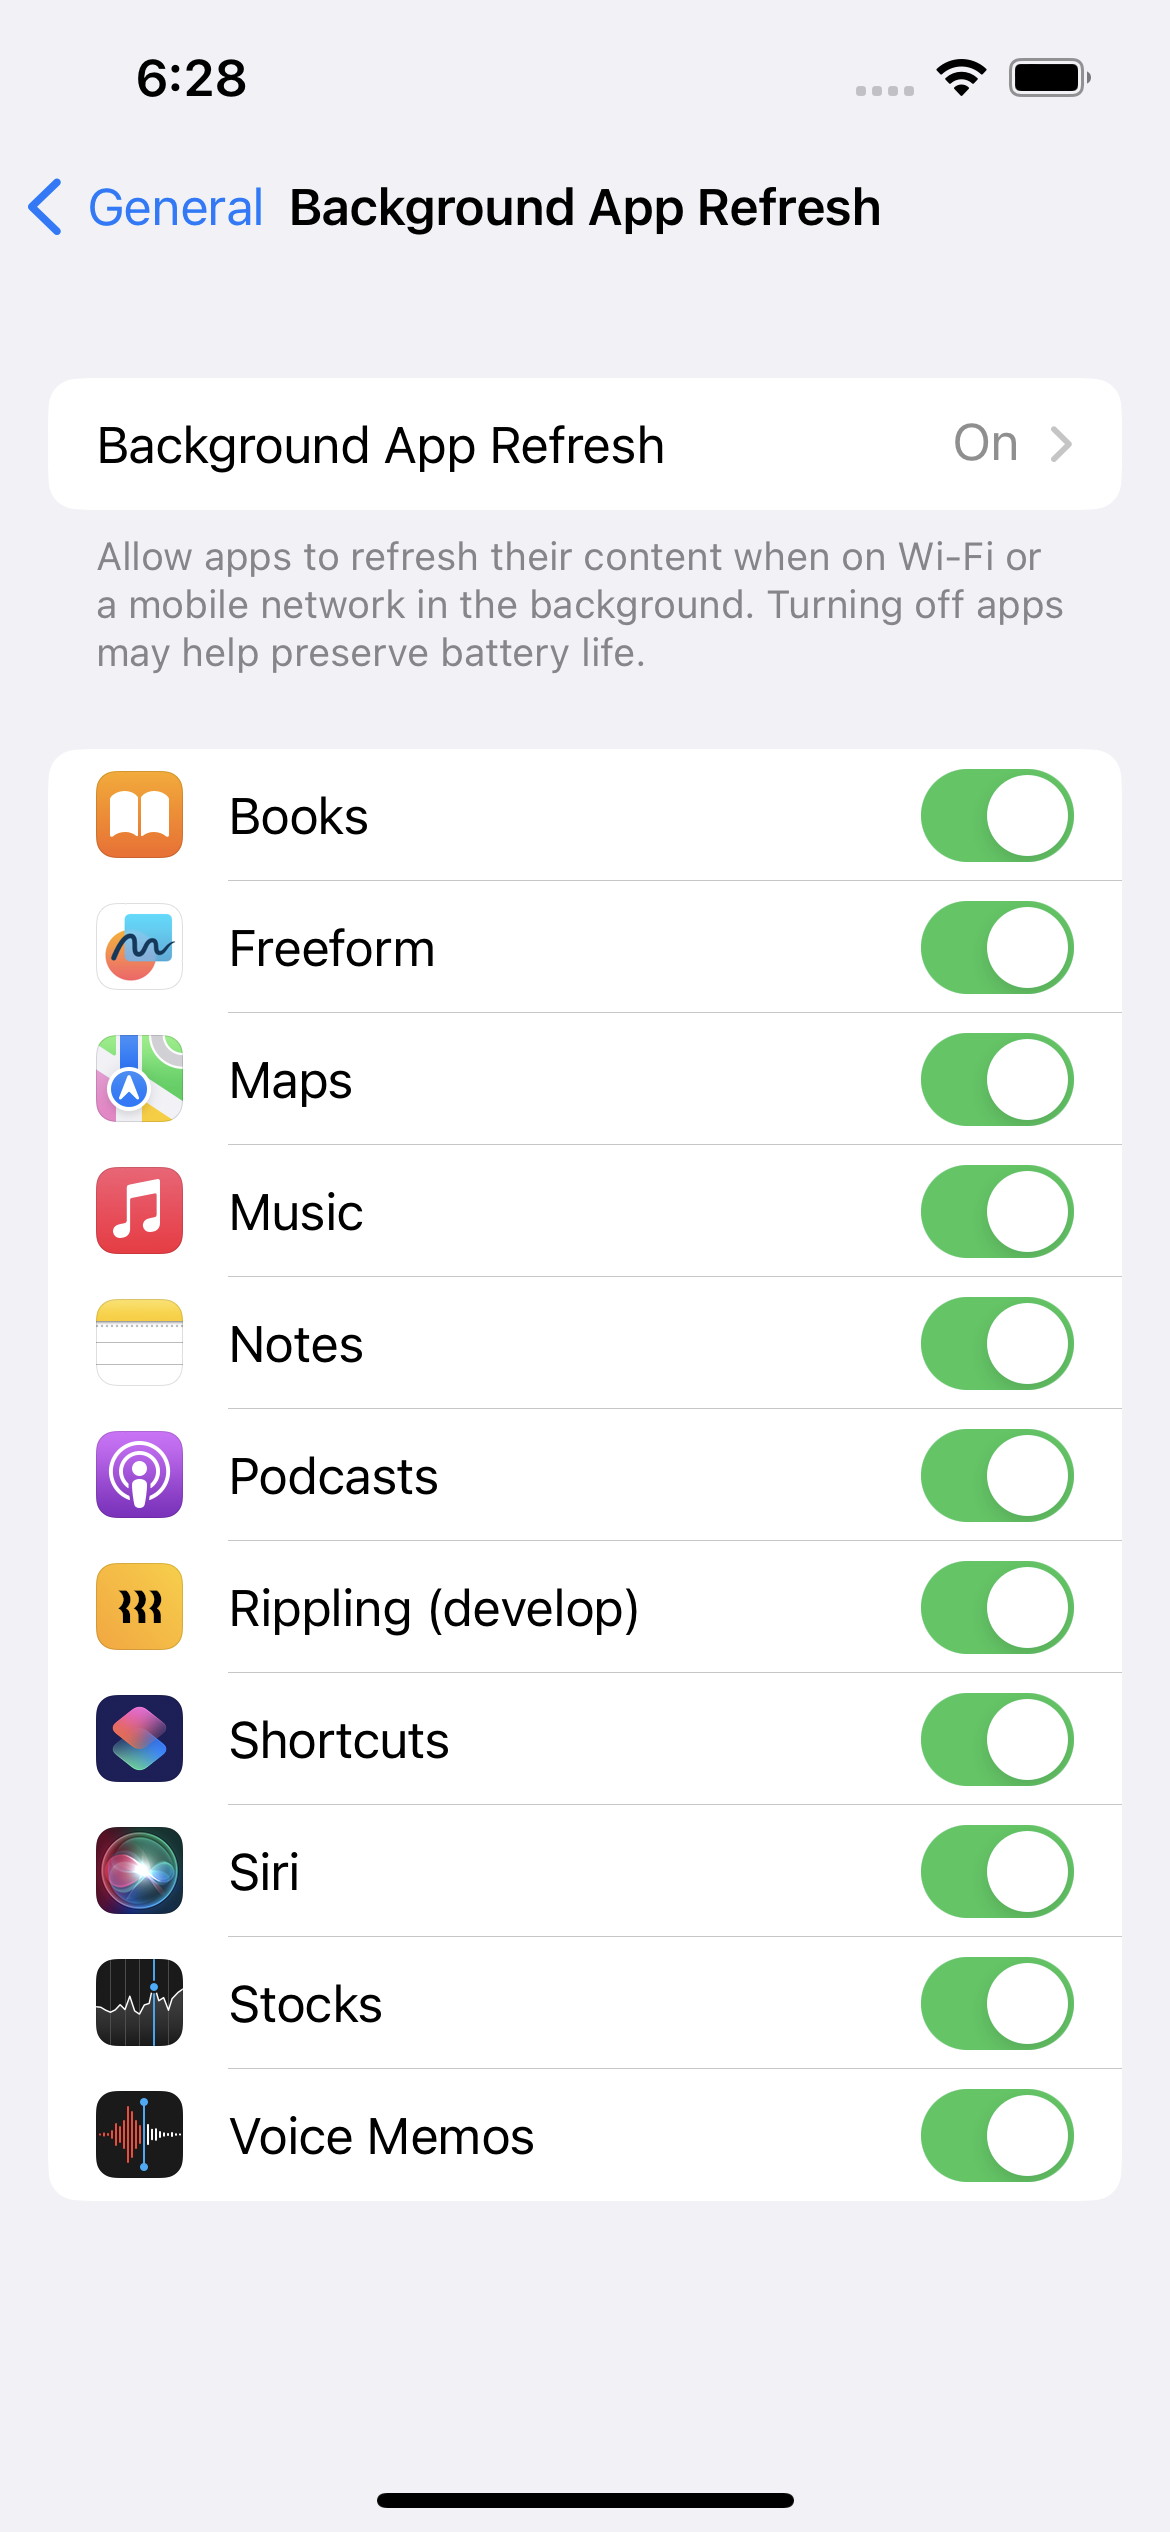 6:28
General Background App Refresh
Background App Refresh On
Allow apps to refresh their content when on Wi-Fi or
a mobile network in the background. Turning off apps
may help preserve battery life.
Books
Freeform
Maps
Music
Notes
Podcasts
Rippling (develop)
Shortcuts
Siri
Stocks
Voice Memos